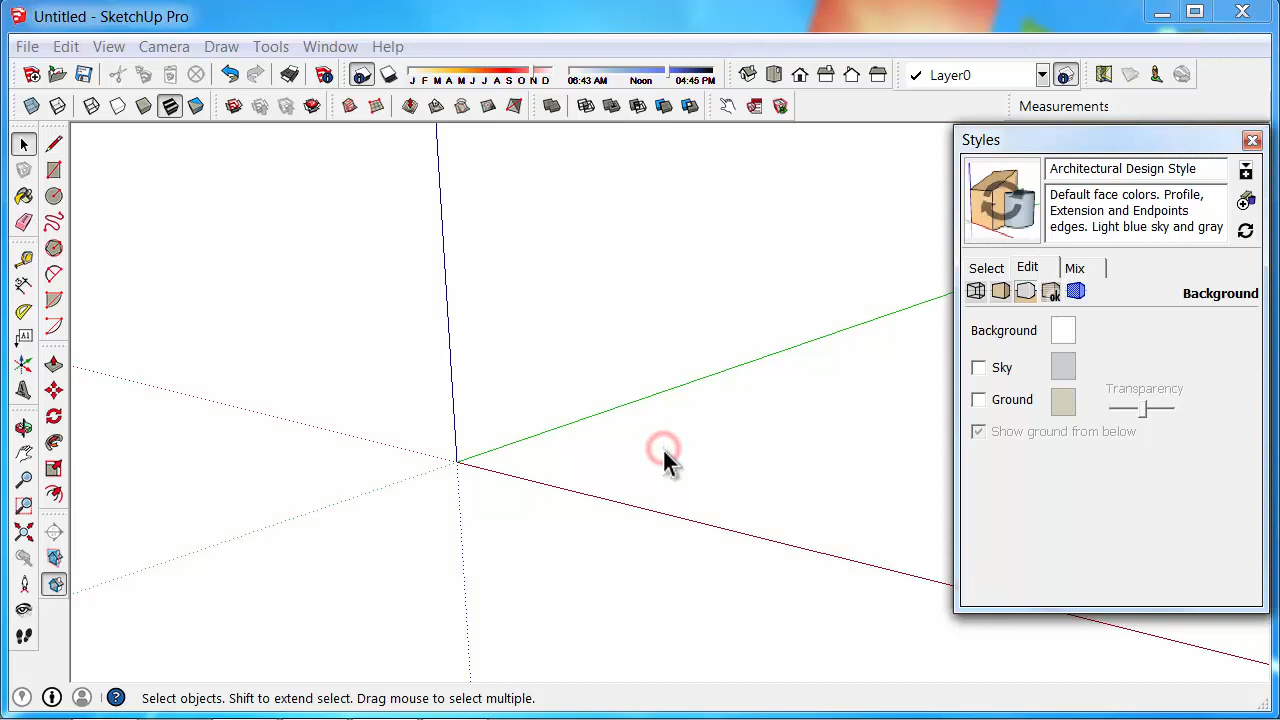 Untitled - SketchUp Pro
File Edit View Camera Draw Tools Window Help
J F M A M J J A S O N D
06:43 AM Noon 04:45 PM
Layer0
Measurements
Styles
Architectural Design Style
Default face colors. Profile,
Extension and Endpoints
edges. Light blue sky and gray
Select Edit Mix
Background
Background
Sky
Transparency
Ground
Show ground from below
Select objects. Shift to extend select. Drag mouse to select multiple.